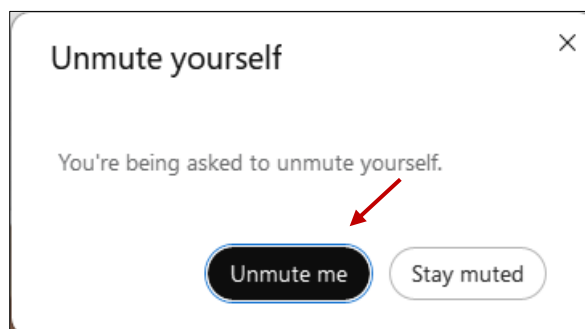 Unmute yourself
You're being asked to unmute yourself.
Unmute me
Stay muted